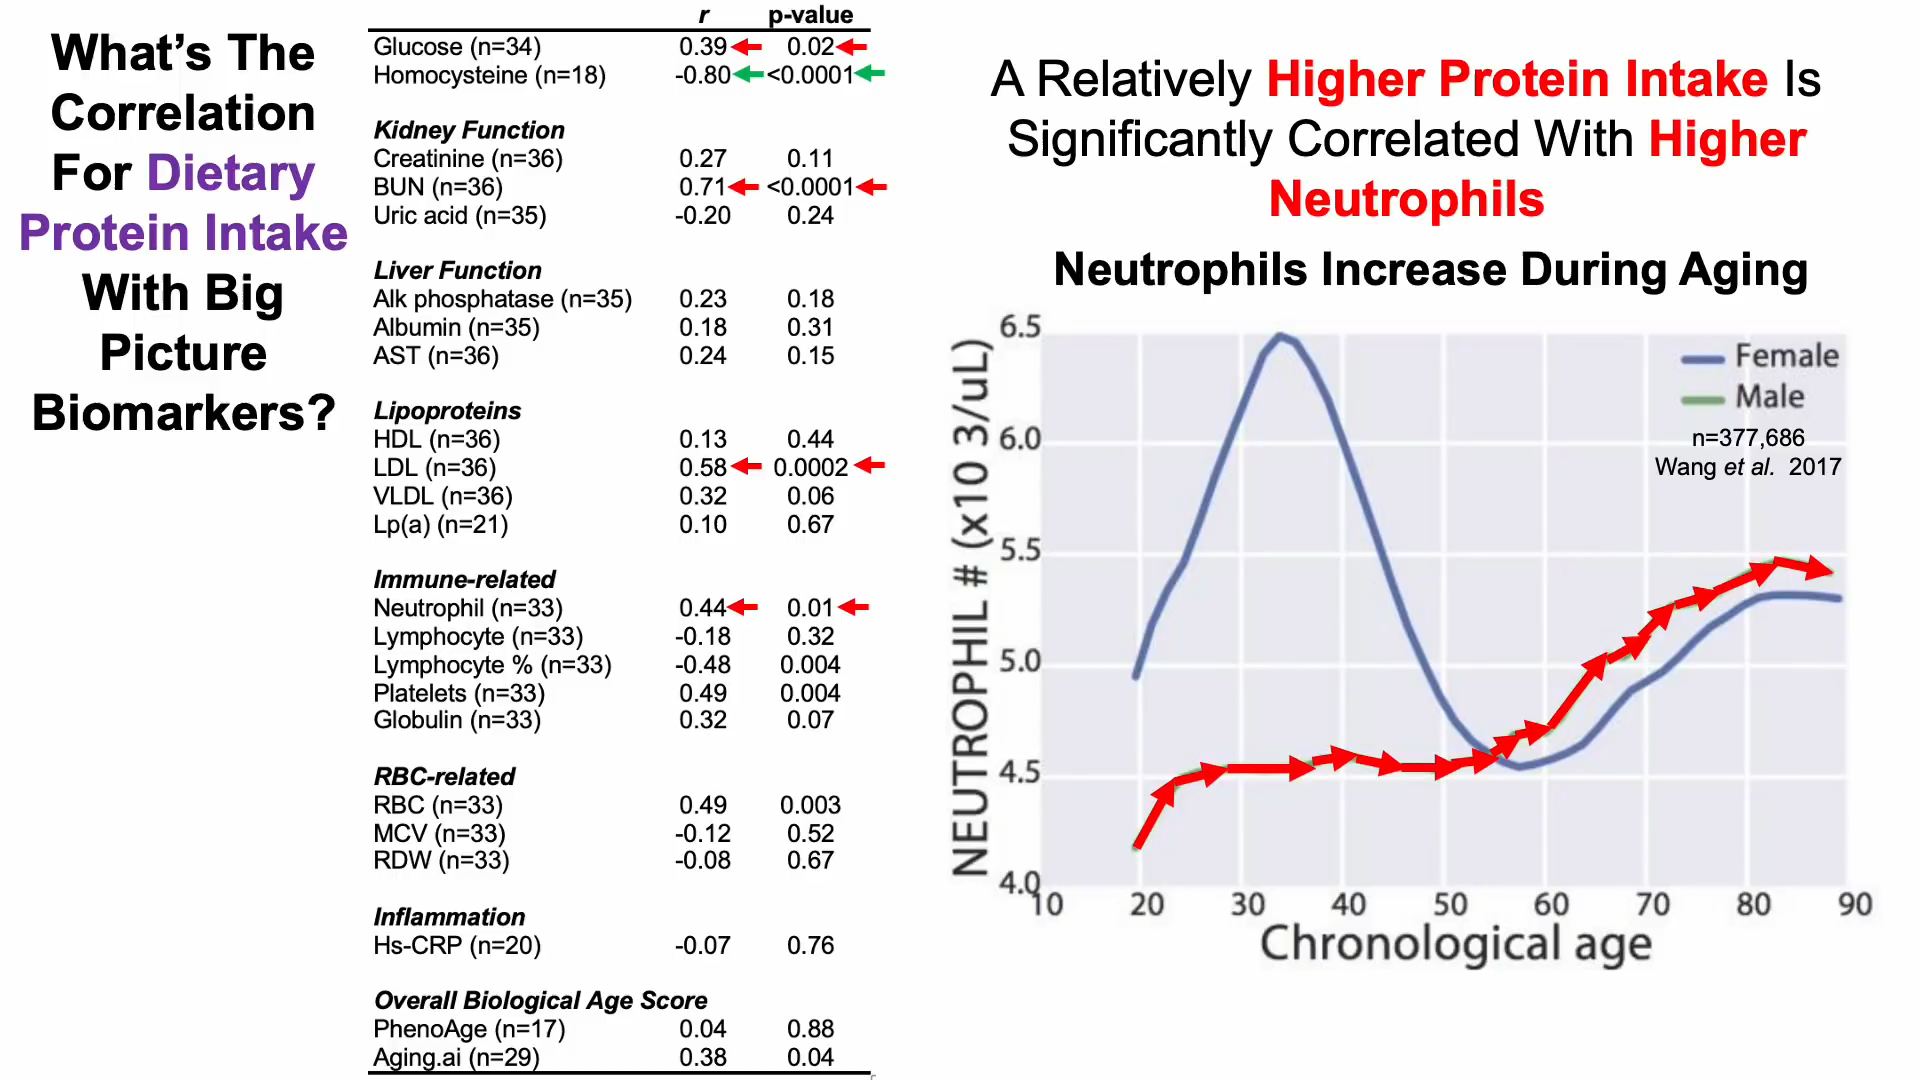 What’s The
Correlation
For Dietary
Protein Intake
With Big
Picture
Biomarkers?
r p-value
Glucose (n=34) 0.39 0.02
Homocysteine (n=18) -0.80 <0.0001
Kidney Function
Creatinine (n=36) 0.27 0.11
BUN (n=36) 0.71 <0.0001
Uric acid (n=35) -0.20 0.24
Liver Function
Alk phosphatase (n=35) 0.23 0.18
Albumin (n=35) 0.18 0.31
AST (n=36) 0.24 0.15
Lipoproteins
HDL (n=36) 0.13 0.44
LDL (n=36) 0.58 0.0002
VLDL (n=36) 0.32 0.06
Lp(a) (n=21) 0.10 0.67
Immune-related
Neutrophil (n=33) 0.44 0.01
Lymphocyte (n=33) -0.18 0.32
Lymphocyte % (n=33) -0.48 0.004
Platelets (n=33) 0.49 0.004
Globulin (n=33) 0.32 0.07
RBC-related
RBC (n=33) 0.49 0.003
MCV (n=33) -0.12 0.52
RDW (n=33) -0.08 0.67
Inflammation
Hs-CRP (n=20) -0.07 0.76
Overall Biological Age Score
PhenoAge (n=17) 0.04 0.88
Aging.ai (n=29) 0.38 0.04
A Relatively Higher Protein Intake Is
Significantly Correlated With Higher
Neutrophils
Neutrophils Increase During Aging
NEUTROPHIL # (x10 3/uL)
6.5
6.0
5.5
5.0
4.5
4.0
Female
Male
n=377,686
Wang et al. 2017
10 20 30 40 50 60 70 80 90
Chronological age